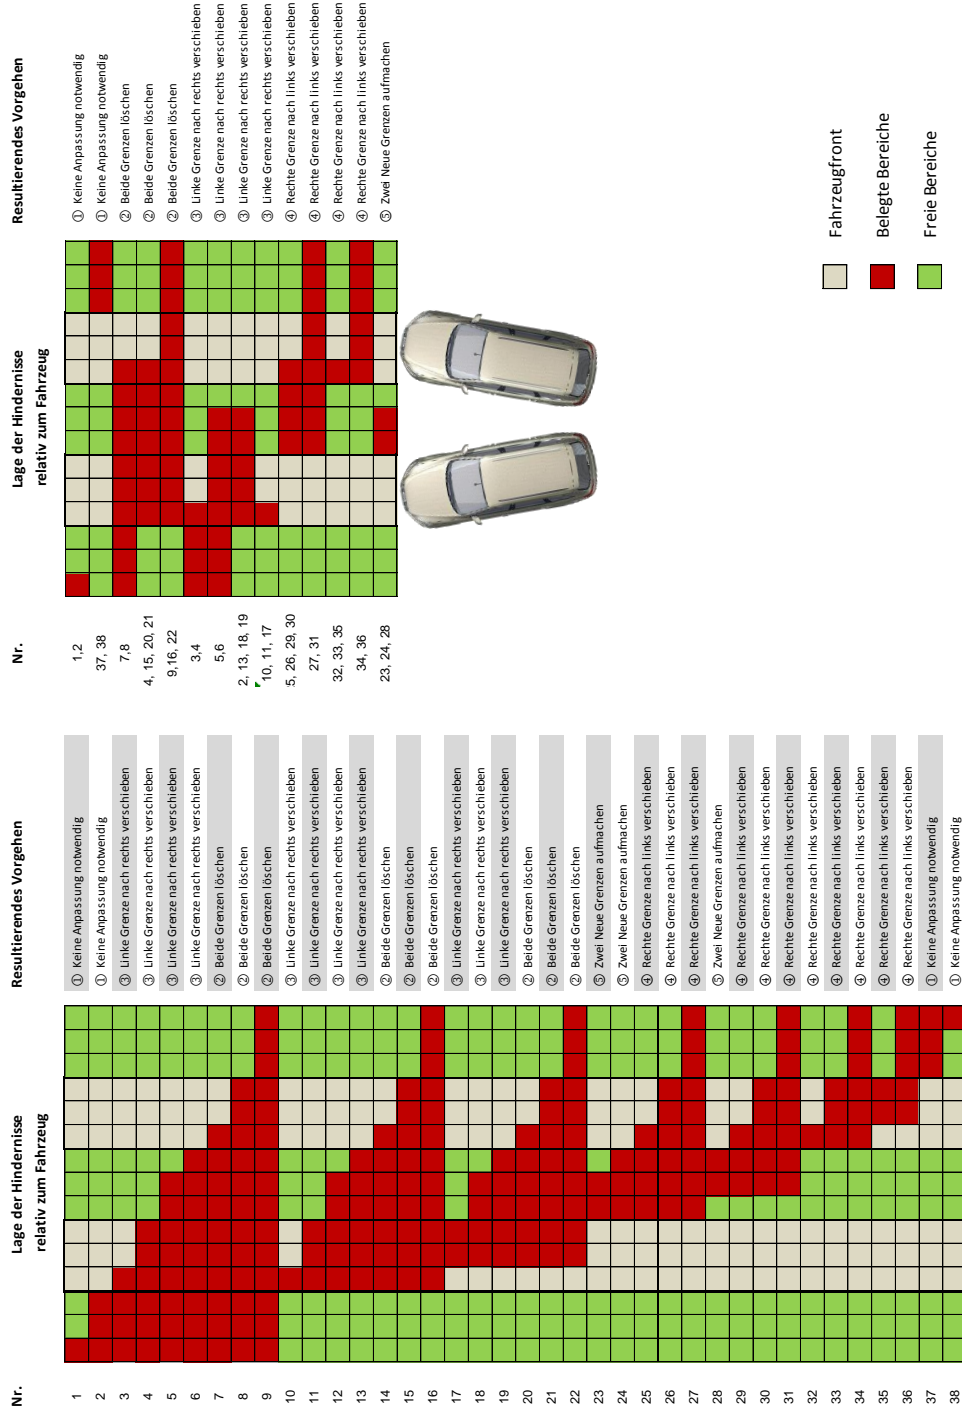 Nr. Lage der Hindernisse relativ zum Fahrzeug Resultierendes Vorgehen
1 ① Keine Anpassung notwendig
2 ① Keine Anpassung notwendig
3 ③ Linke Grenze nach rechts verschieben
4 ③ Linke Grenze nach rechts verschieben
5 ③ Linke Grenze nach rechts verschieben
6 ③ Linke Grenze nach rechts verschieben
7 ② Beide Grenzen löschen
8 ② Beide Grenzen löschen
9 ② Beide Grenzen löschen
10 ③ Linke Grenze nach rechts verschieben
11 ③ Linke Grenze nach rechts verschieben
12 ③ Linke Grenze nach rechts verschieben
13 ③ Linke Grenze nach rechts verschieben
14 ② Beide Grenzen löschen
15 ② Beide Grenzen löschen
16 ② Beide Grenzen löschen
17 ③ Linke Grenze nach rechts verschieben
18 ③ Linke Grenze nach rechts verschieben
19 ③ Linke Grenze nach rechts verschieben
20 ② Beide Grenzen löschen
21 ② Beide Grenzen löschen
22 ② Beide Grenzen löschen
23 ⑤ Zwei Neue Grenzen aufmachen
24 ⑤ Zwei Neue Grenzen aufmachen
25 ④ Rechte Grenze nach links verschieben
26 ④ Rechte Grenze nach links verschieben
27 ④ Rechte Grenze nach links verschieben
28 ⑤ Zwei Neue Grenzen aufmachen
29 ④ Rechte Grenze nach links verschieben
30 ④ Rechte Grenze nach links verschieben
31 ④ Rechte Grenze nach links verschieben
32 ④ Rechte Grenze nach links verschieben
33 ④ Rechte Grenze nach links verschieben
34 ④ Rechte Grenze nach links verschieben
35 ④ Rechte Grenze nach links verschieben
36 ④ Rechte Grenze nach links verschieben
37 ① Keine Anpassung notwendig
38 ① Keine Anpassung notwendig
Nr. Lage der Hindernisse relativ zum Fahrzeug Resultierendes Vorgehen
1,2 ① Keine Anpassung notwendig
37, 38 ① Keine Anpassung notwendig
7,8 ② Beide Grenzen löschen
4, 15, 20, 21 ② Beide Grenzen löschen
9,16, 22 ② Beide Grenzen löschen
3,4 ③ Linke Grenze nach rechts verschieben
5,6 ③ Linke Grenze nach rechts verschieben
2, 13, 18, 19 ③ Linke Grenze nach rechts verschieben
10, 11, 17 ③ Linke Grenze nach rechts verschieben
5, 26, 29, 30 ④ Rechte Grenze nach links verschieben
27, 31 ④ Rechte Grenze nach links verschieben
32, 33, 35 ④ Rechte Grenze nach links verschieben
34, 36 ④ Rechte Grenze nach links verschieben
23, 24, 28 ⑤ Zwei Neue Grenzen aufmachen
Fahrzeugfront
Belegte Bereiche
Freie Bereiche